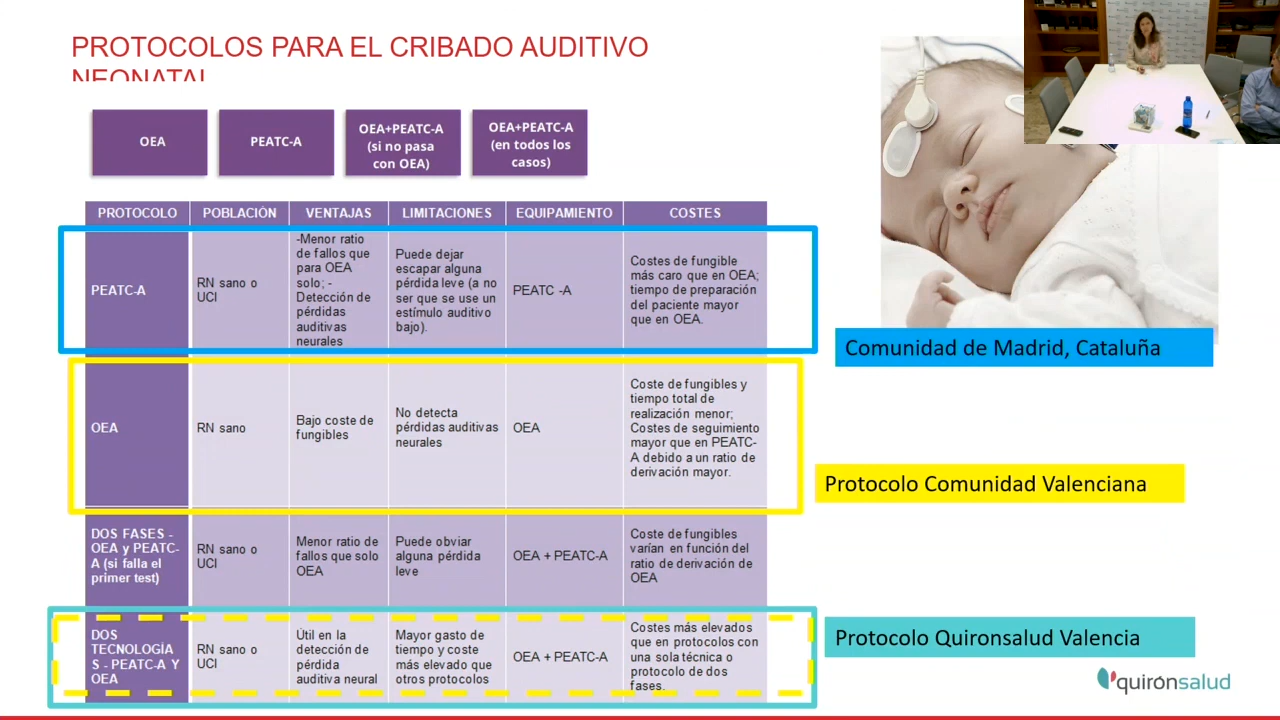 PROTOCOLOS PARA EL CRIBADO AUDITIVO
NEONATAL
OEA
PEATC-A
OEA+PEATC-A
(si no pasa
con OEA)
OEA+PEATC-A
(en todos los
casos)
PROTOCOLO
POBLACIÓN
VENTAJAS
LIMITACIONES
EQUIPAMIENTO
COSTES
PEATC-A
RN sano o
UCI
-Menor ratio
de fallos que
para OEA
solo; -
Detección de
pérdidas
auditivas
neurales
Puede dejar
escapar alguna
pérdida leve (a no
ser que se use un
estímulo auditivo
bajo).
PEATC -A
Costes de fungible
más caro que en OEA;
tiempo de preparación
del paciente mayor
que en OEA.
Comunidad de Madrid, Cataluña
OEA
RN sano
Bajo coste de
fungibles
No detecta
pérdidas auditivas
neurales
OEA
Coste de fungibles y
tiempo total de
realización menor;
Costes de seguimiento
mayor que en PEATC-
A debido a un ratio de
derivación mayor.
Protocolo Comunidad Valenciana
DOS FASES -
OEA y PEATC-
A (si falla el
primer test)
RN sano o
UCI
Menor ratio de
fallos que solo
OEA
Puede obviar
alguna pérdida
leve
OEA + PEATC-A
Coste de fungibles
varían en función del
ratio de derivación de
OEA
DOS
TECNOLOGÍA
S - PEATC-A Y
OEA
RN sano o
UCI
Útil en la
detección de
pérdida
auditiva neural
Mayor gasto de
tiempo y coste
más elevado que
otros protocolos
OEA + PEATC-A
Costes más elevados
que en protocolos con
una sola técnica o
protocolo de dos
fases.
Protocolo Quironsalud Valencia
quirónsalud